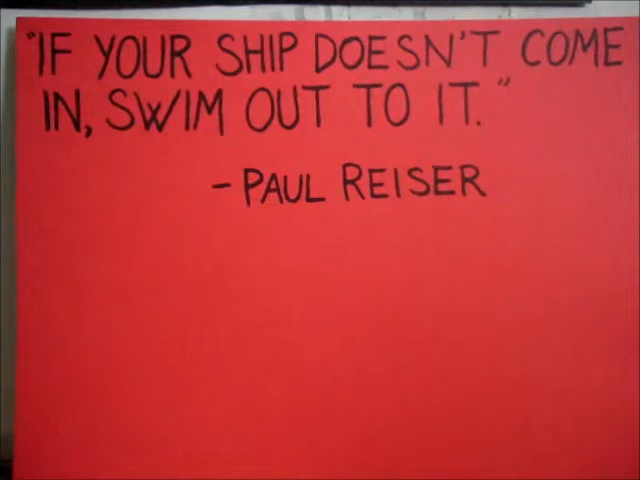 "IF YOUR SHIP DOESN'T COME
IN, SWIM OUT TO IT."
- PAUL REISER